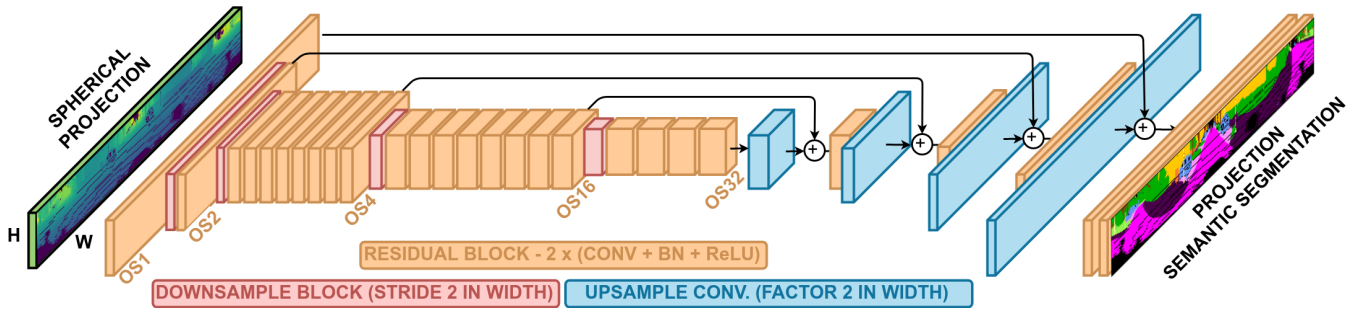 SPHERICAL
PROJECTION
H
W
OS1
OS2
OS4
OS16
OS32
+
+
+
+
PROJECTION
SEMANTIC SEGMENTATION
RESIDUAL BLOCK - 2 x (CONV + BN + ReLU)
DOWNSAMPLE BLOCK (STRIDE 2 IN WIDTH)
UPSAMPLE CONV. (FACTOR 2 IN WIDTH)